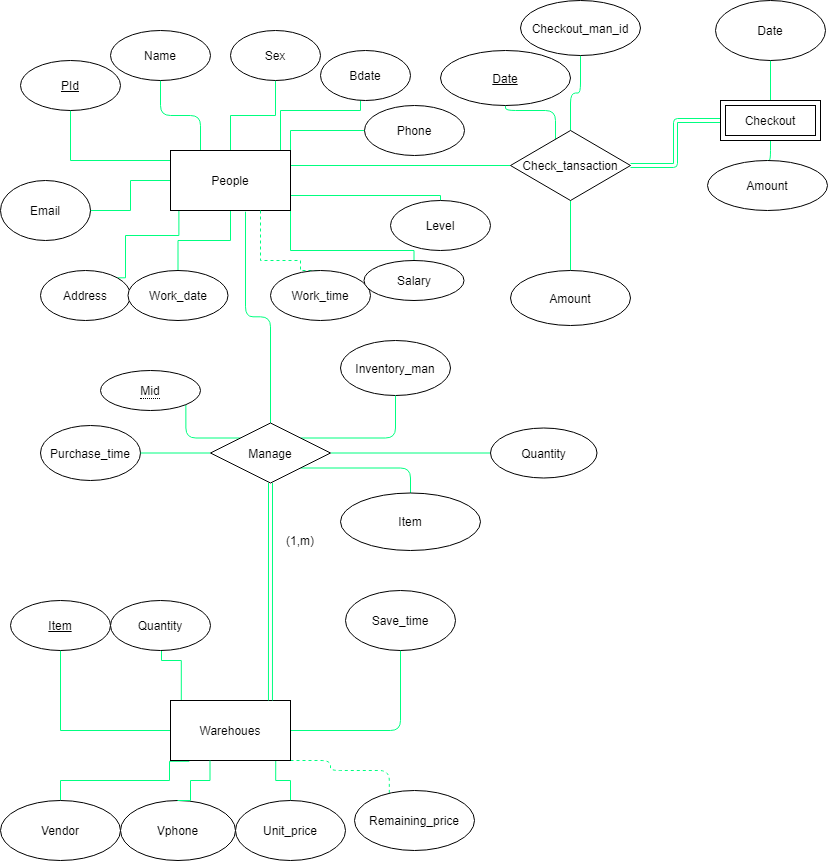 Checkout_man_id
Date
Name
Sex
Bdate
Date
PId
Phone
Checkout
Check_tansaction
People
Amount
Email
Level
Address
Work_date
Work_time
Salary
Amount
Inventory_man
Mid
Purchase_time
Manage
Quantity
Item
(1,m)
Item
Quantity
Save_time
Warehoues
Vendor
Vphone
Unit_price
Remaining_price